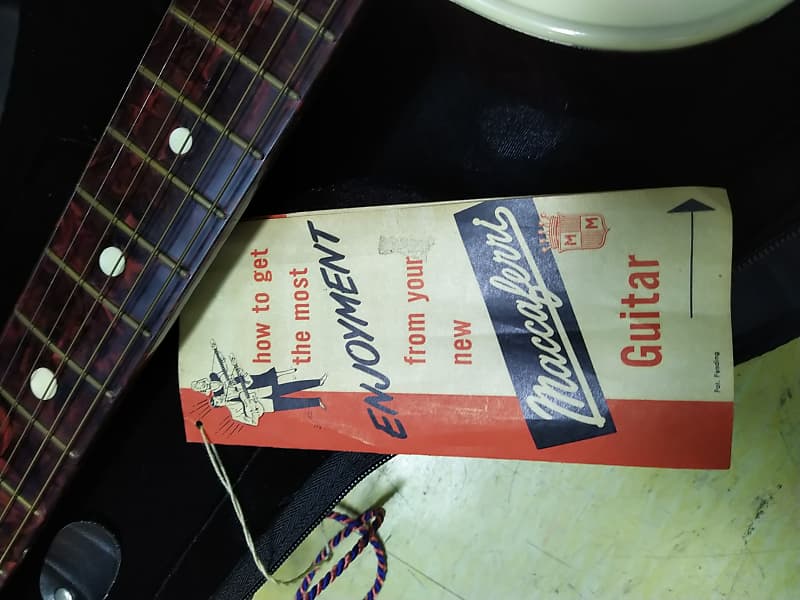 how to get
the most
ENJOYMENT
from your
new
Maccaferri
M M
Guitar
Pat. Pending